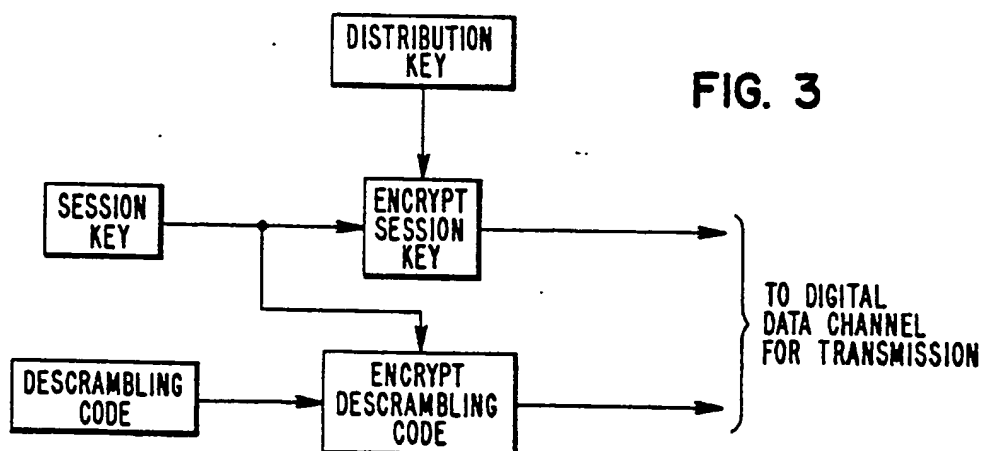 DISTRIBUTION
KEY
FIG. 3
SESSION
KEY
ENCRYPT
SESSION
KEY
TO DIGITAL
DATA CHANNEL
FOR TRANSMISSION
DESCRAMBLING
CODE
ENCRYPT
DESCRAMBLING
CODE